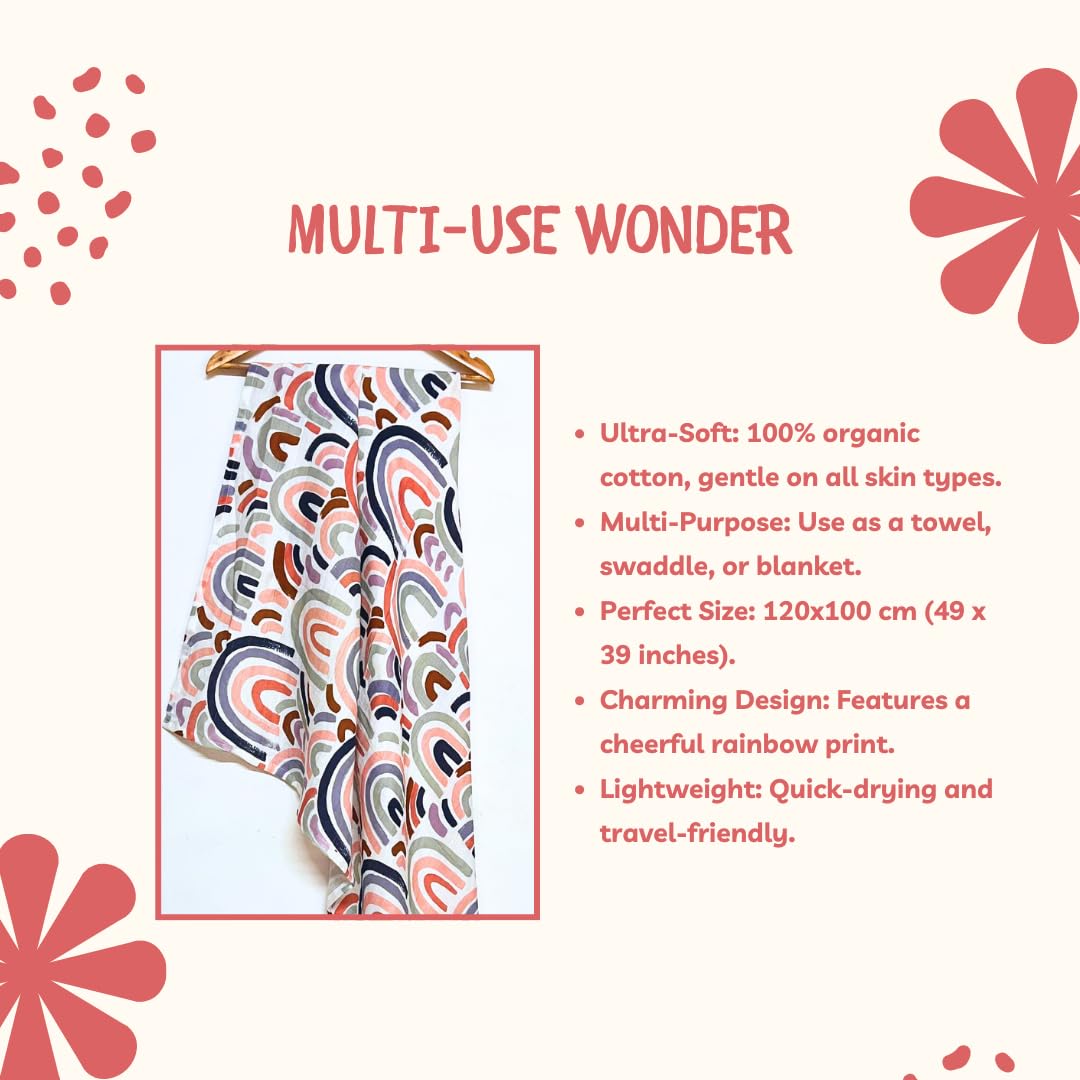 MULTI-USE WONDER
• Ultra-Soft: 100% organic
cotton, gentle on all skin types.
• Multi-Purpose: Use as a towel,
swaddle, or blanket.
• Perfect Size: 120x100 cm (49 x
39 inches).
• Charming Design: Features a
cheerful rainbow print.
• Lightweight: Quick-drying and
travel-friendly.